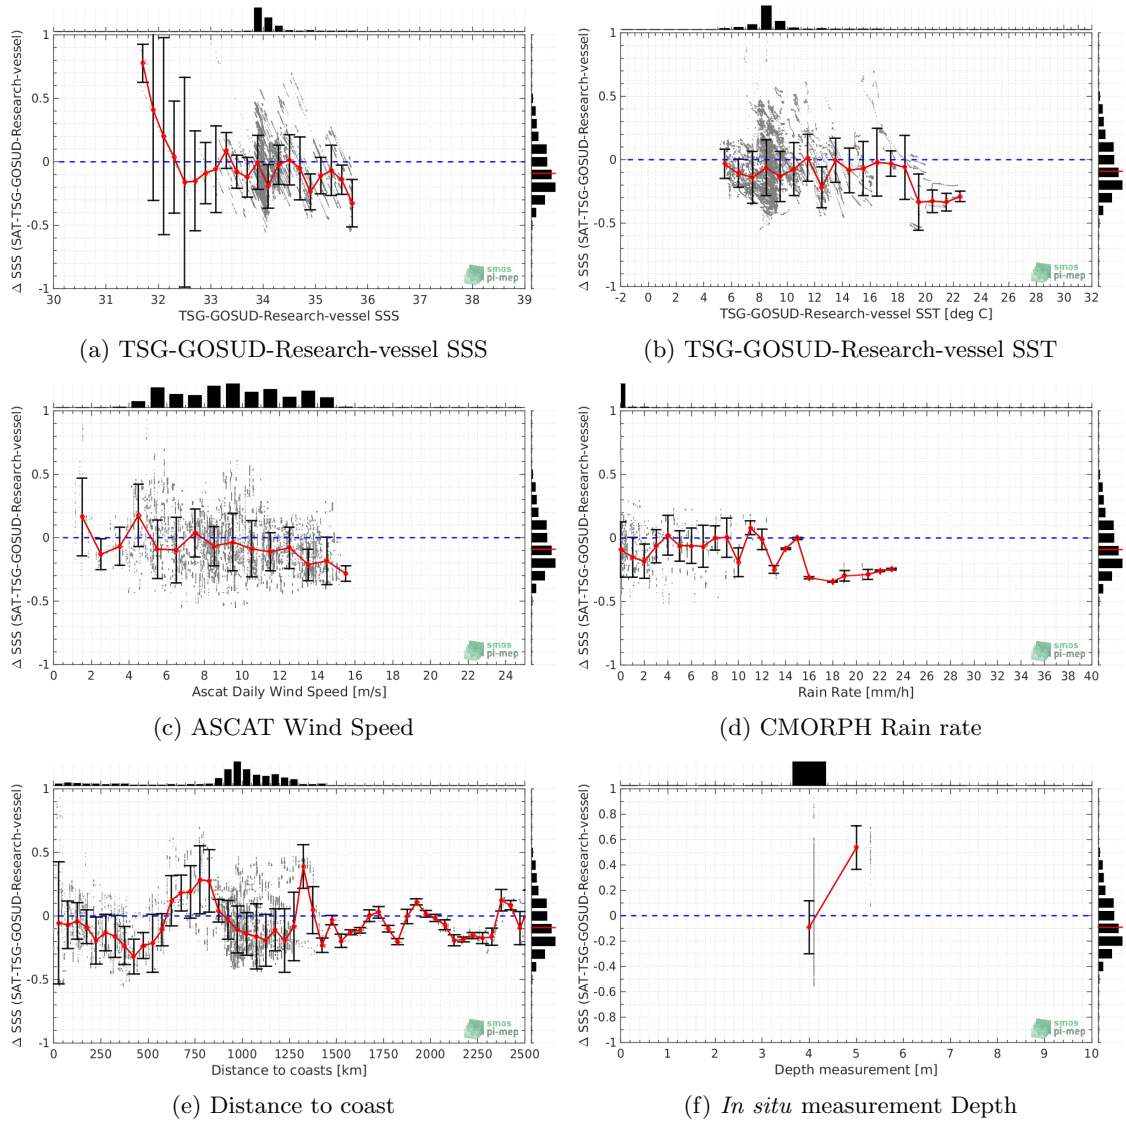 Δ SSS (SAT-TSG-GOSUD-Research-vessel)
1
0.5
0
-0.5
-1
30 31 32 33 34 35 36 37 38 39
TSG-GOSUD-Research-vessel SSS
smos
pi-mep
(a) TSG-GOSUD-Research-vessel SSS
Δ SSS (SAT-TSG-GOSUD-Research-vessel)
1
0.5
0
-0.5
-1
-2 0 2 4 6 8 10 12 14 16 18 20 22 24 26 28 30 32
TSG-GOSUD-Research-vessel SST [deg C]
smos
pi-mep
(b) TSG-GOSUD-Research-vessel SST
Δ SSS (SAT-TSG-GOSUD-Research-vessel)
1
0.5
0
-0.5
-1
0 2 4 6 8 10 12 14 16 18 20 22 24
Ascat Daily Wind Speed [m/s]
smos
pi-mep
(c) ASCAT Wind Speed
Δ SSS (SAT-TSG-GOSUD-Research-vessel)
1
0.5
0
-0.5
-1
0 2 4 6 8 10 12 14 16 18 20 22 24 26 28 30 32 34 36 38 40
Rain Rate [mm/h]
smos
pi-mep
(d) CMORPH Rain rate
Δ SSS (SAT-TSG-GOSUD-Research-vessel)
1
0.5
0
-0.5
-1
0 250 500 750 1000 1250 1500 1750 2000 2250 2500
Distance to coasts [km]
smos
pi-mep
(e) Distance to coast
Δ SSS (SAT-TSG-GOSUD-Research-vessel)
1
0.8
0.6
0.4
0.2
0
-0.2
-0.4
-0.6
-0.8
-1
0 1 2 3 4 5 6 7 8 9 10
Depth measurement [m]
smos
pi-mep
(f) In situ measurement Depth